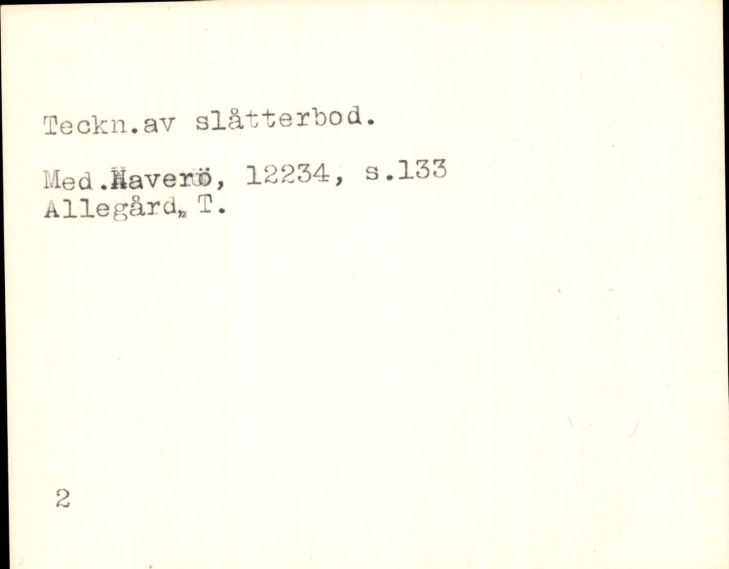 Teckn.av slåtterbod.
Med.Haverö, 12234, s.133
Allegård, T.
2